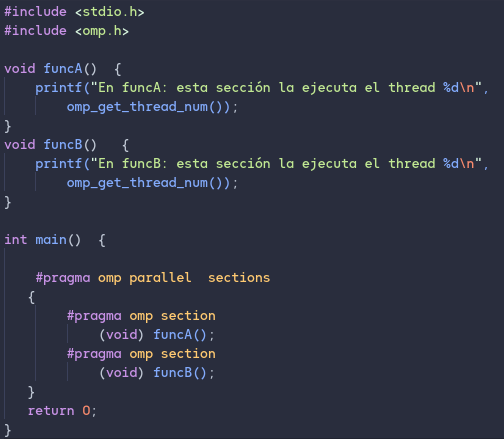 #include <stdio.h>
#include <omp.h>

void funcA()  {
    printf("En funcA: esta sección la ejecuta el thread %d\n",
        omp_get_thread_num());
}
void funcB()   {
    printf("En funcB: esta sección la ejecuta el thread %d\n",
        omp_get_thread_num());
}

int main()  {

    #pragma omp parallel  sections
   {
        #pragma omp section
            (void) funcA();
        #pragma omp section
            (void) funcB();
   }
   return 0;
}